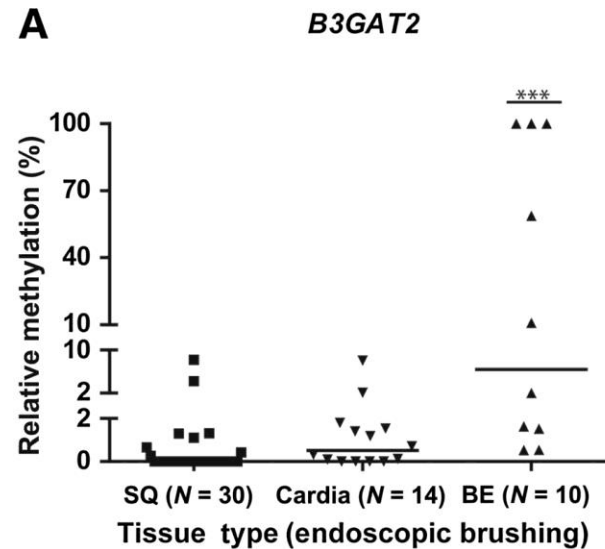 A
B3GAT2
***
Relative methylation (%)
100
70
40
10
10
2
2
0
SQ (N = 30) Cardia (N = 14) BE (N = 10)
Tissue type (endoscopic brushing)